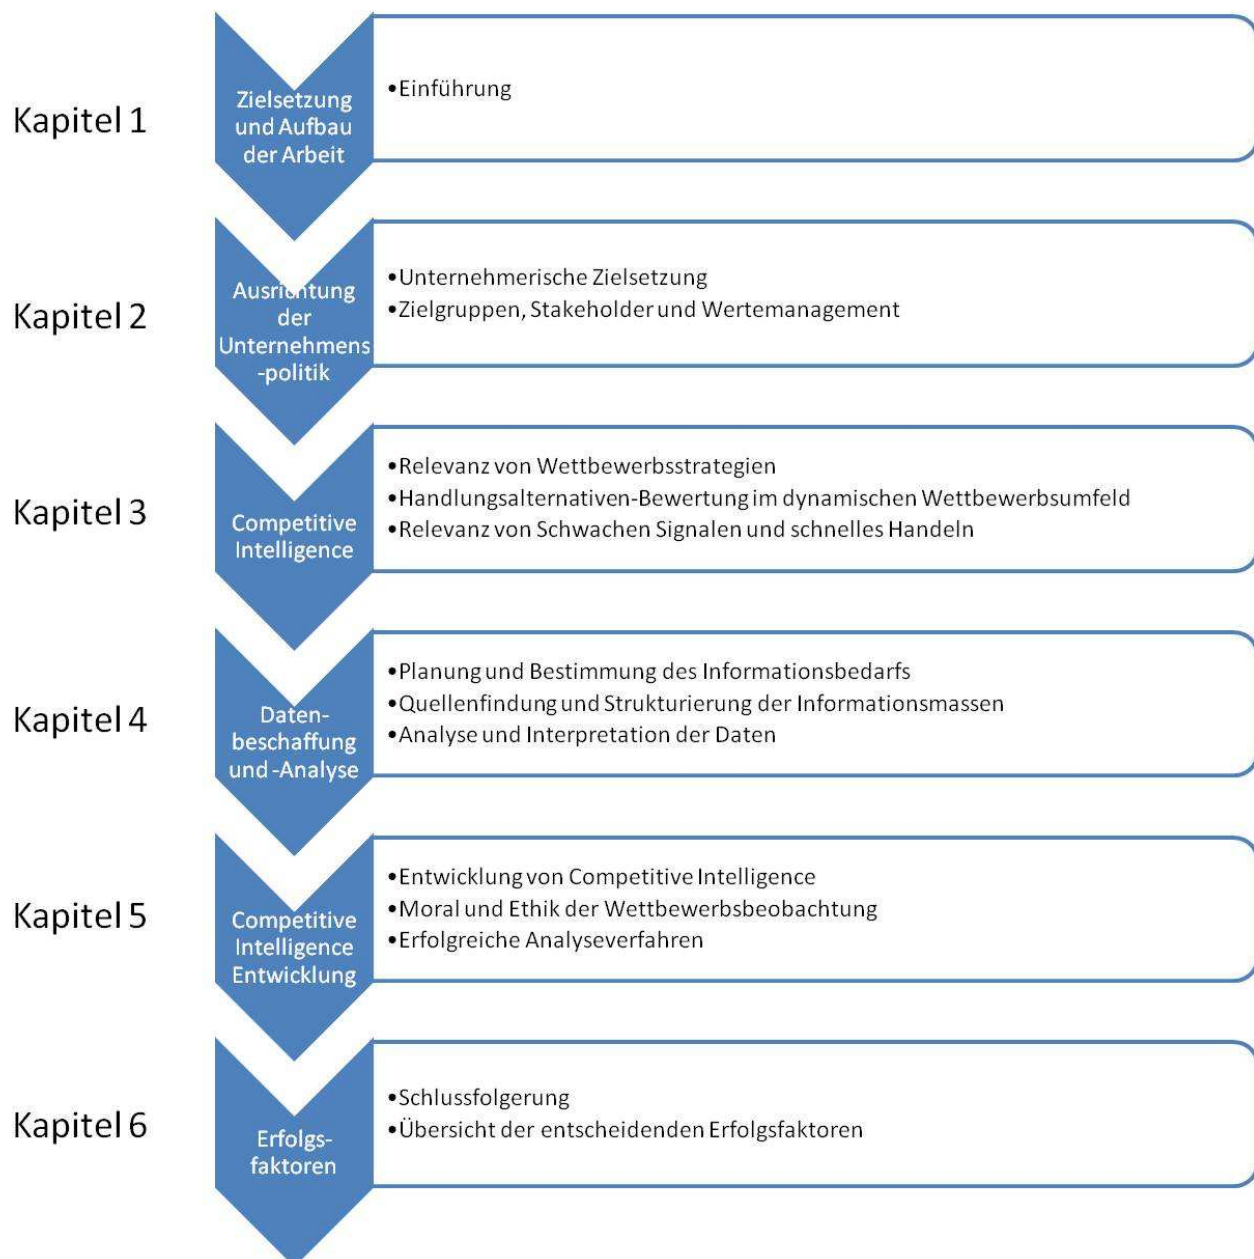 Kapitel 1
Zielsetzung
und Aufbau
der Arbeit
•Einführung
Kapitel 2
Ausrichtung
der
Unternehmens
-politik
•Unternehmerische Zielsetzung
•Zielgruppen, Stakeholder und Wertemanagement
Kapitel 3
Competitive
Intelligence
•Relevanz von Wettbewerbsstrategien
•Handlungsalternativen-Bewertung im dynamischen Wettbewerbsumfeld
•Relevanz von Schwachen Signalen und schnelles Handeln
Kapitel 4
Daten-
beschaffung
und -Analyse
•Planung und Bestimmung des Informationsbedarfs
•Quellenfindung und Strukturierung der Informationsmassen
•Analyse und Interpretation der Daten
Kapitel 5
Competitive
Intelligence
Entwicklung
•Entwicklung von Competitive Intelligence
•Moral und Ethik der Wettbewerbsbeobachtung
•Erfolgreiche Analyseverfahren
Kapitel 6
Erfolgs-
faktoren
•Schlussfolgerung
•Übersicht der entscheidenden Erfolgsfaktoren